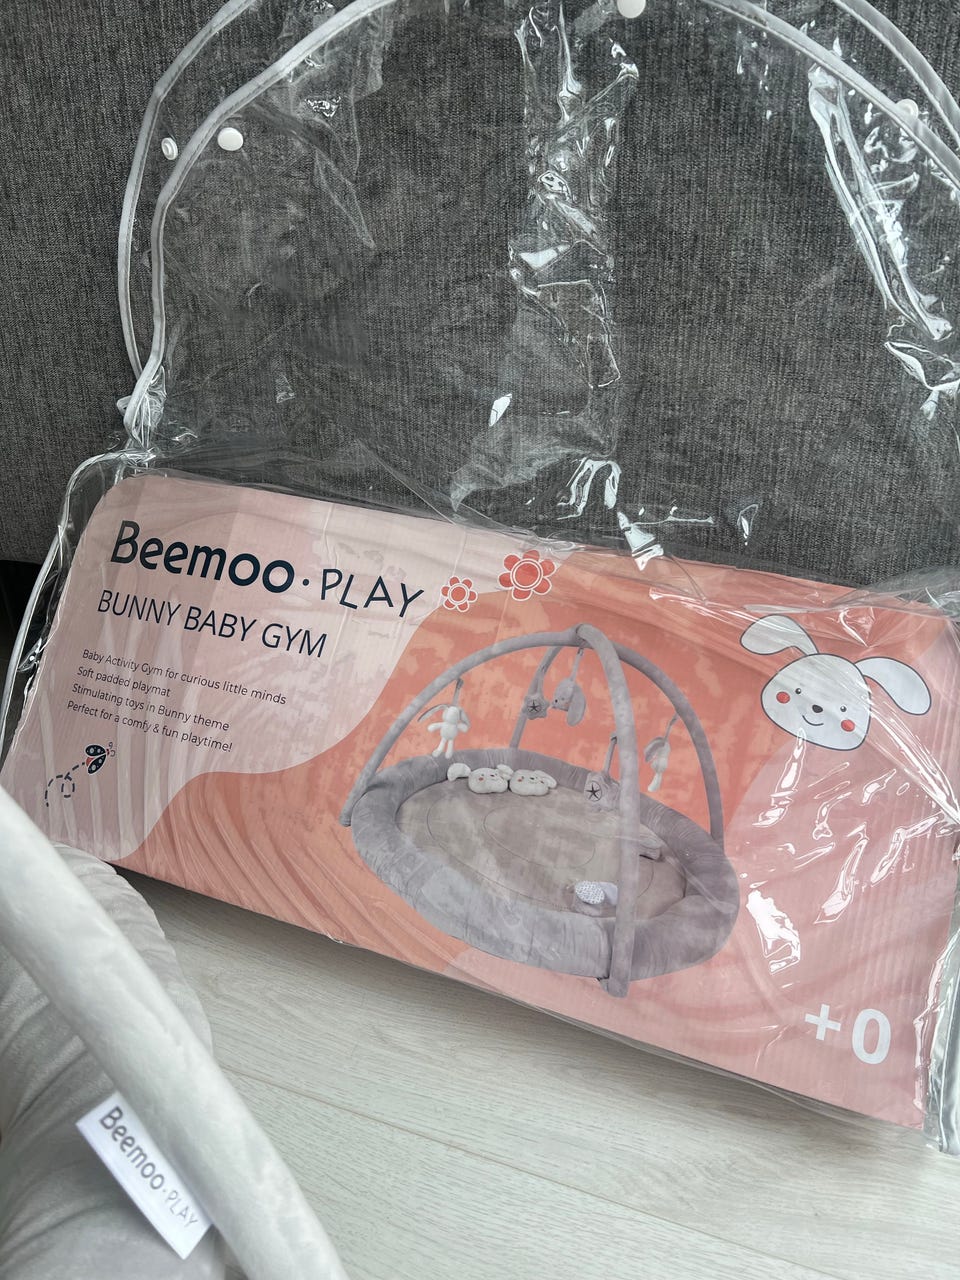 Beemoo·PLAY
BUNNY BABY GYM
Baby Activity Gym for curious little minds
Soft padded playmat
Stimulating toys in Bunny theme
Perfect for a comfy & fun playtime!
+0
Beemoo·PLAY